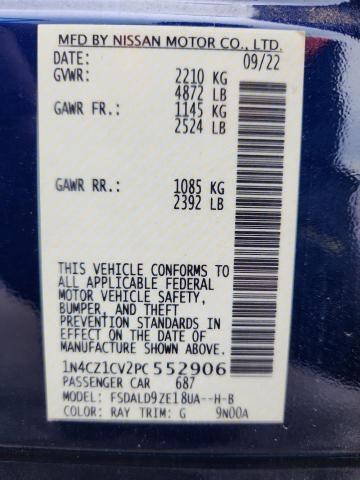 MFD BY NISSAN MOTOR CO., LTD.
DATE: 09/22
GVWR: 2210 KG
4872 LB
GAWR FR.: 1145 KG
2524 LB
GAWR RR.: 1085 KG
2392 LB
THIS VEHICLE CONFORMS TO
ALL APPLICABLE FEDERAL
MOTOR VEHICLE SAFETY,
BUMPER, AND THEFT
PREVENTION STANDARDS IN
EFFECT ON THE DATE OF
MANUFACTURE SHOWN ABOVE.
1N4CZ1CV2PC552906
PASSENGER CAR 687
MODEL: FSDALD9ZE18UA--H-B
COLOR: RAY TRIM: G 9N00A